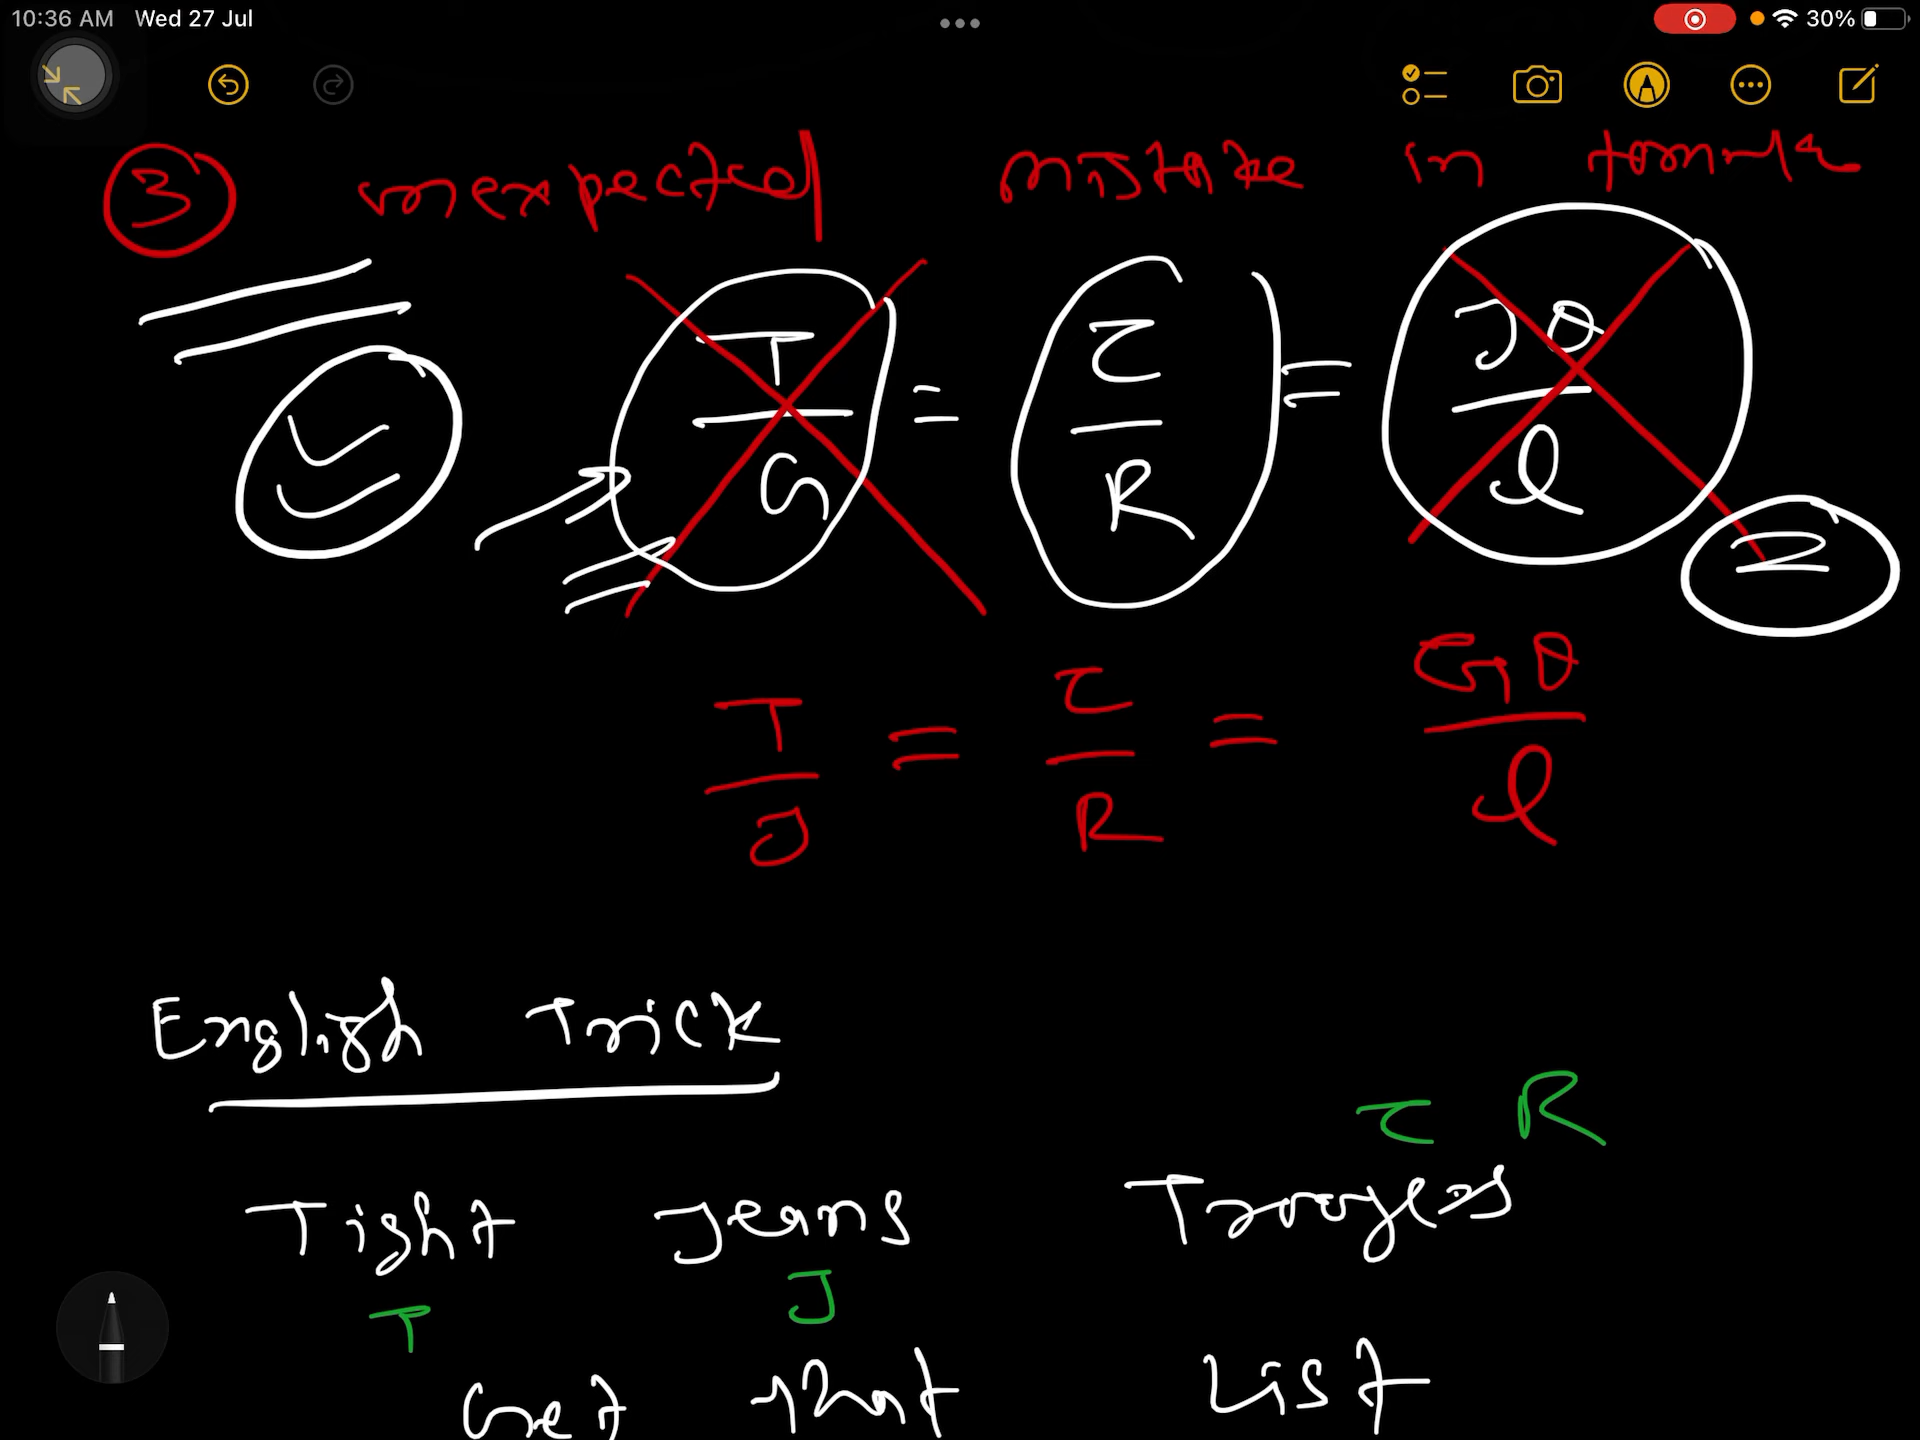 10:36 AM Wed 27 Jul 30%
3 unexpected mistake in formula
T/G = τ/R = Jθ/l
2
T/J = τ/R = Gθ/l
English Trick
τ R
Tight Jeans
T J
Get that List